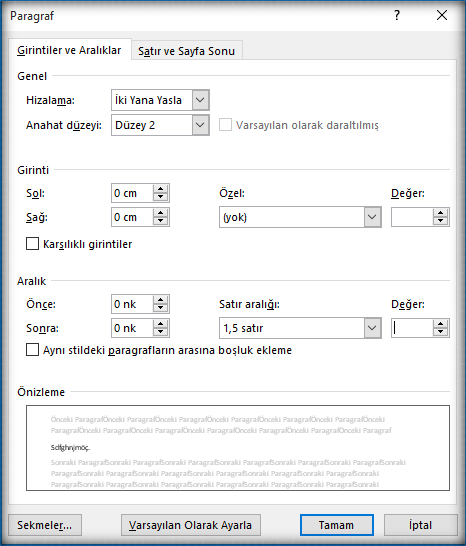 Paragraf
Girintiler ve Aralıklar
Satır ve Sayfa Sonu
Genel
Hizalama: İki Yana Yasla
Anahat düzeyi: Düzey 2 Varsayılan olarak daraltılmış
Girinti
Sol: 0 cm Özel: Değer:
Sağ: 0 cm (yok)
Karşılıklı girintiler
Aralık
Önce: 0 nk Satır aralığı: Değer:
Sonra: 0 nk 1,5 satır
Aynı stildeki paragrafların arasına boşluk ekleme
Önizleme
Önceki ParagrafÖnceki ParagrafÖnceki ParagrafÖnceki ParagrafÖnceki ParagrafÖnceki
ParagrafÖnceki ParagrafÖnceki ParagrafÖnceki ParagrafÖnceki ParagrafÖnceki Paragraf
Sdfghnjmöç.
Sonraki ParagrafSonraki ParagrafSonraki ParagrafSonraki ParagrafSonraki ParagrafSonraki
ParagrafSonraki ParagrafSonraki ParagrafSonraki ParagrafSonraki ParagrafSonraki
ParagrafSonraki ParagrafSonraki ParagrafSonraki ParagrafSonraki ParagrafSonraki
Sekmeler... Varsayılan Olarak Ayarla Tamam İptal